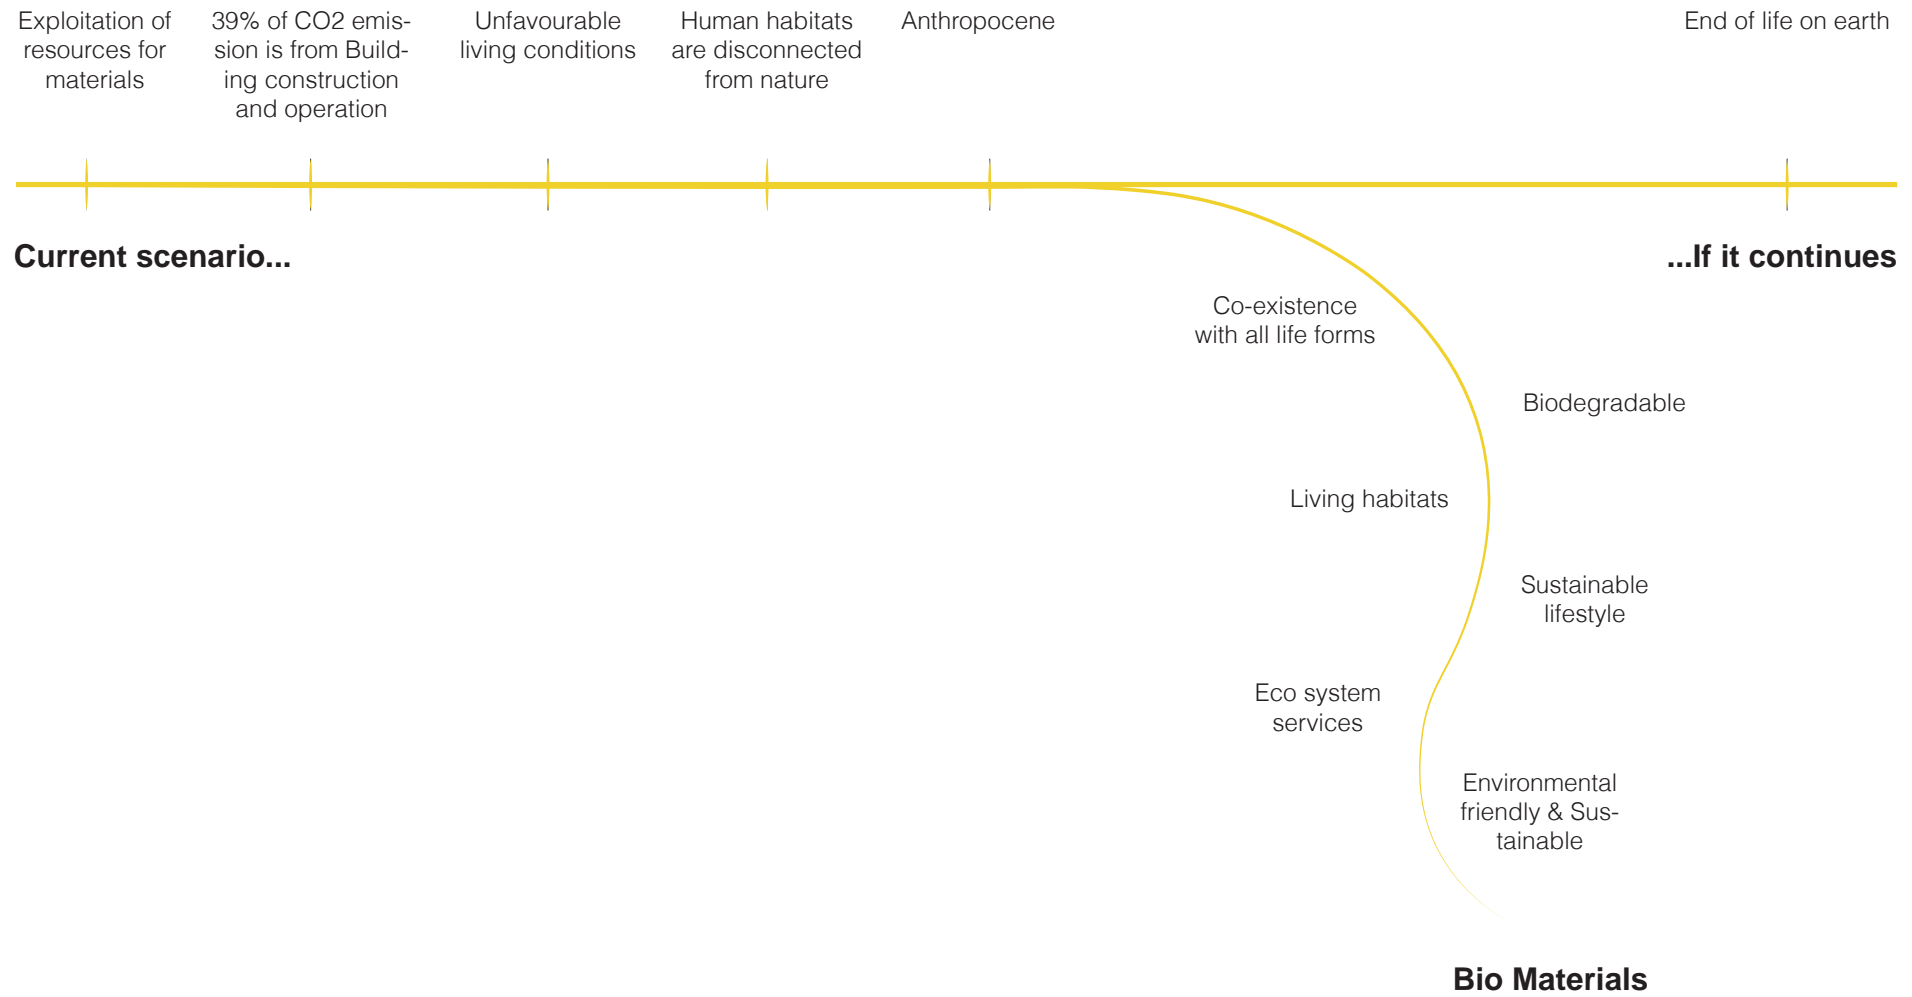 Exploitation of
resources for
materials
39% of CO2 emis-
sion is from Build-
ing construction
and operation
Unfavourable
living conditions
Human habitats
are disconnected
from nature
Anthropocene
End of life on earth
Current scenario...
...If it continues
Co-existence
with all life forms
Biodegradable
Living habitats
Sustainable
lifestyle
Eco system
services
Environmental
friendly & Sus-
tainable
Bio Materials